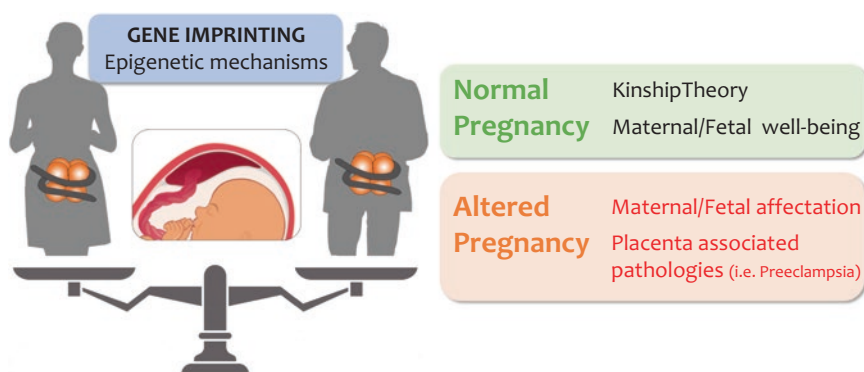 GENE IMPRINTING
Epigenetic mechanisms
Normal Pregnancy
KinshipTheory
Maternal/Fetal well-being
Altered Pregnancy
Maternal/Fetal affectation
Placenta associated
pathologies (i.e. Preeclampsia)